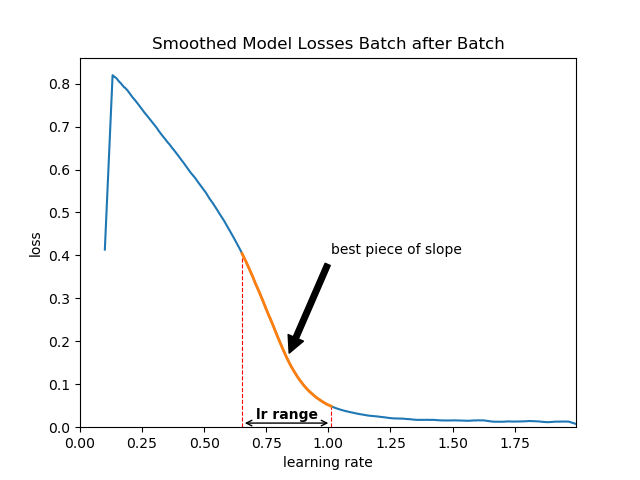 Smoothed Model Losses Batch after Batch
0.8
0.7
0.6
0.5
0.4
0.3
0.2
0.1
0.0
loss
best piece of slope
lr range
0.00 0.25 0.50 0.75 1.00 1.25 1.50 1.75
learning rate